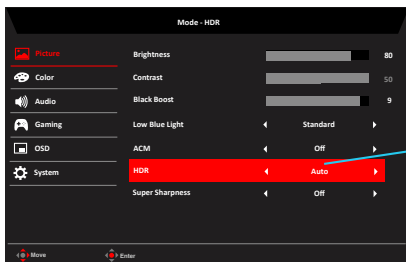 Mode - HDR
Picture
Brightness 80
Color
Contrast 50
Audio
Black Boost 9
Gaming
Low Blue Light Standard
OSD
ACM Off
System
HDR Auto
Super Sharpness Off
Move Enter